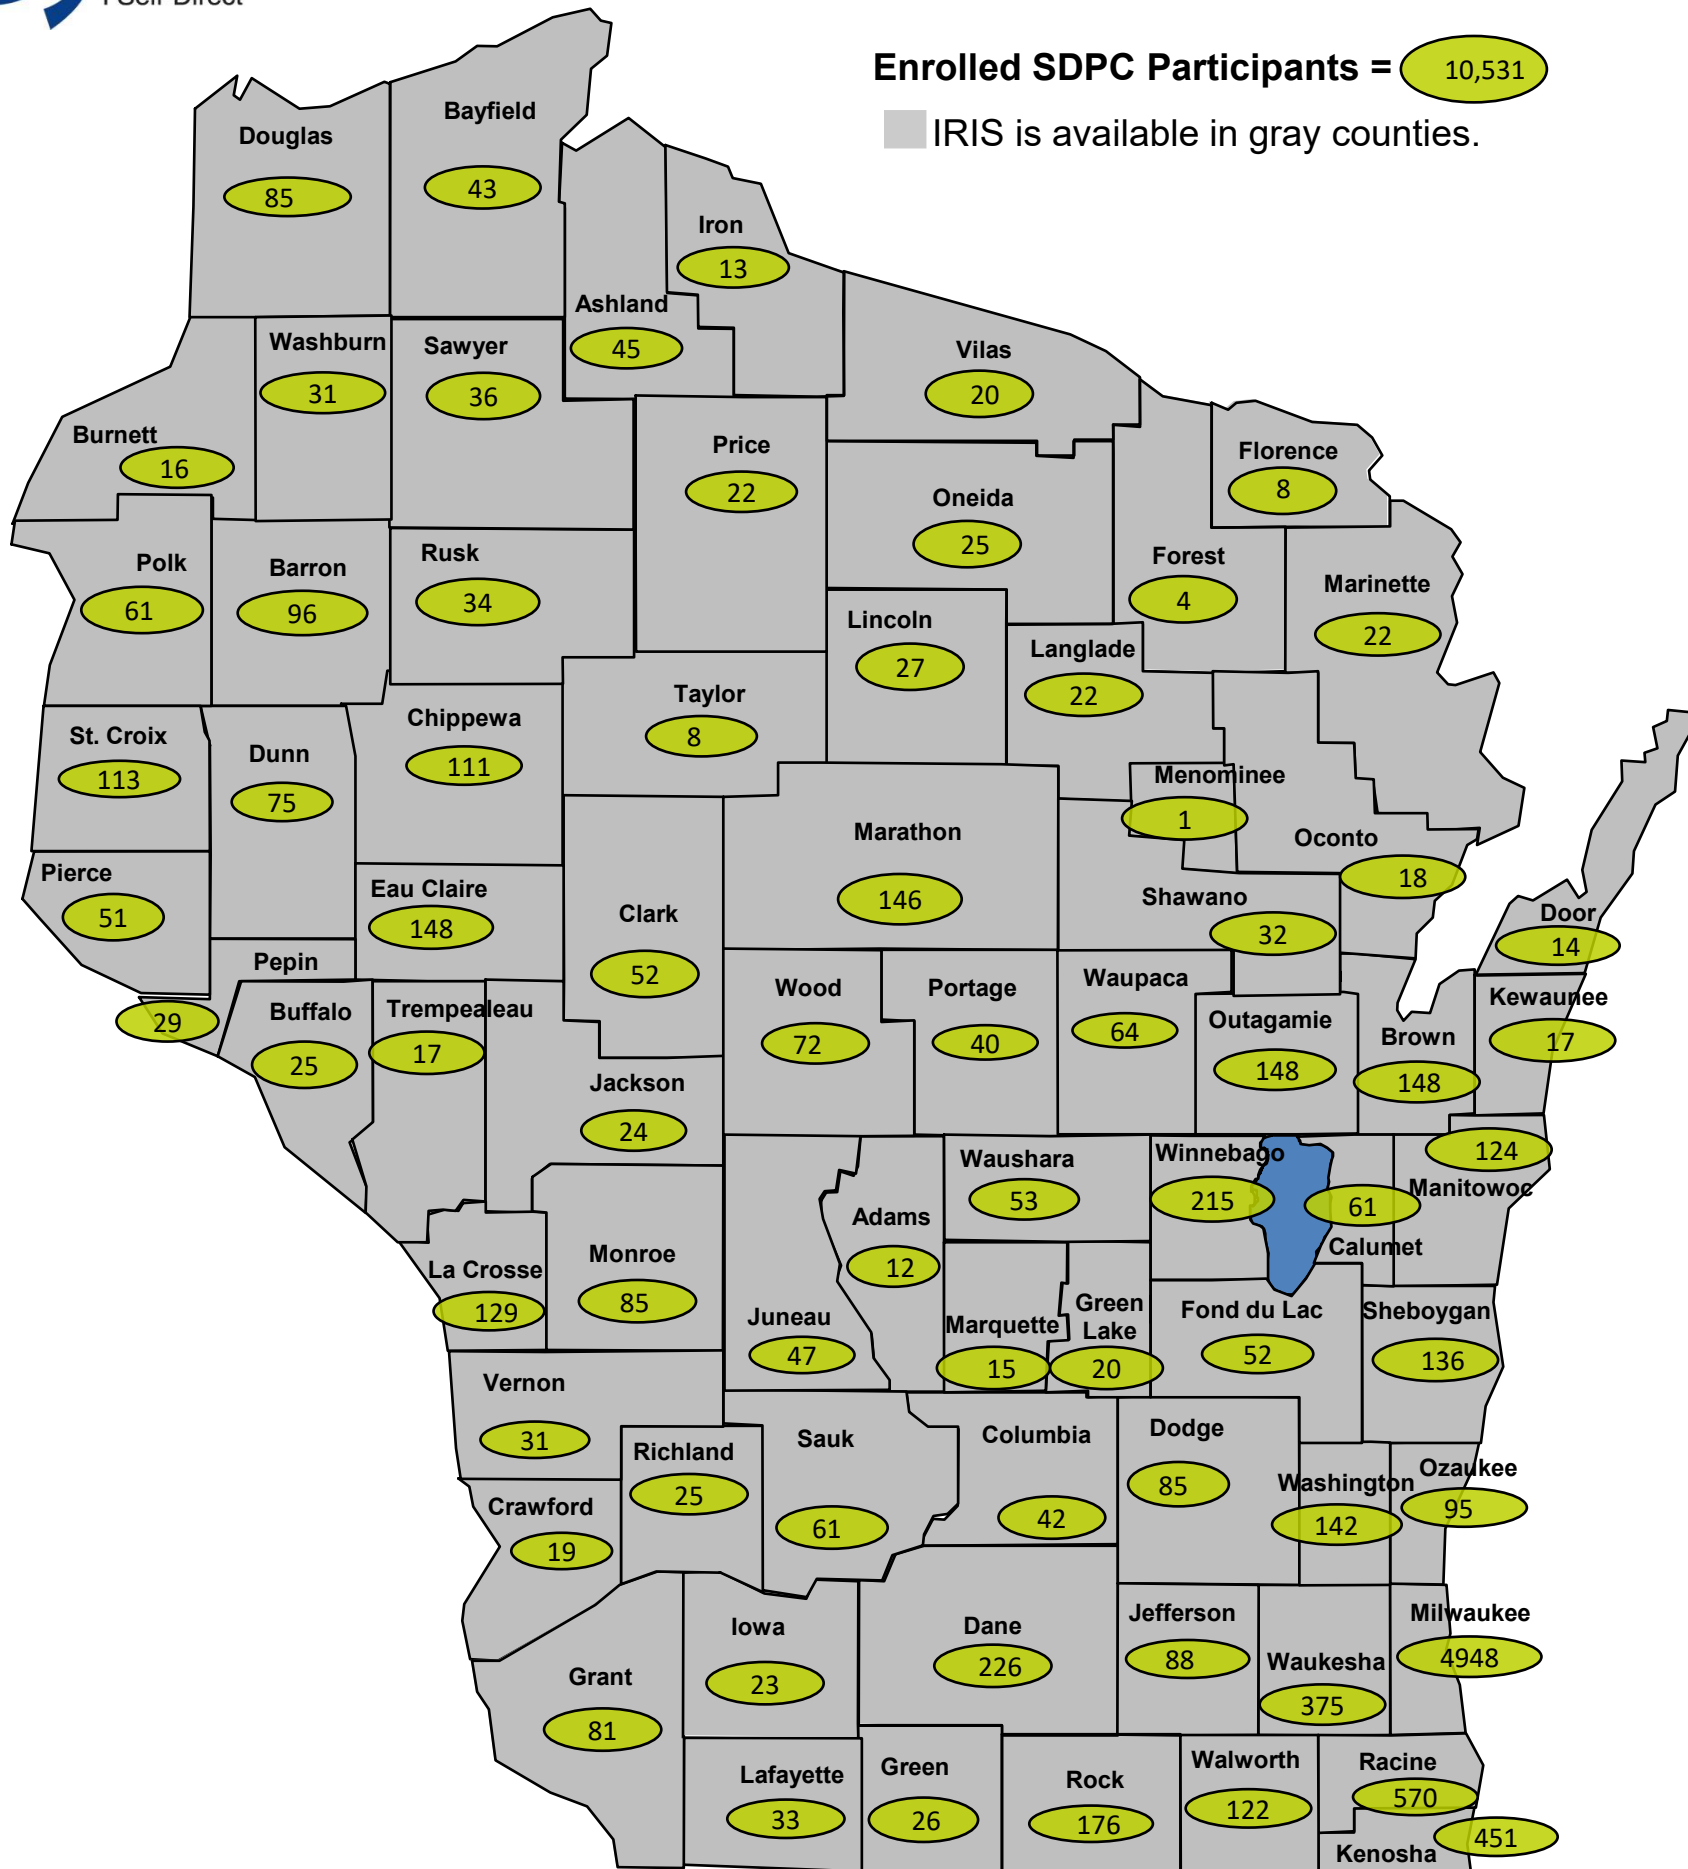 I Self-Direct
Enrolled SDPC Participants = 10,531
IRIS is available in gray counties.
Douglas
85
Bayfield
43
Iron
13
Ashland
45
Washburn
31
Sawyer
36
Vilas
20
Burnett
16
Price
22
Florence
8
Oneida
25
Polk
61
Barron
96
Rusk
34
Forest
4
Marinette
22
Lincoln
27
Langlade
22
Taylor
8
Chippewa
111
St. Croix
113
Dunn
75
Menominee
1
Marathon
146
Oconto
18
Pierce
51
Eau Claire
148
Clark
52
Shawano
32
Door
14
Pepin
29
Buffalo
25
Trempealeau
17
Wood
72
Portage
40
Waupaca
64
Outagamie
148
Brown
148
Kewaunee
17
Jackson
24
Waushara
53
Winnebago
215
61
Calumet
124
Manitowoc
Adams
12
La Crosse
129
Monroe
85
Juneau
47
Marquette
15
Green
Lake
20
Fond du Lac
52
Sheboygan
136
Vernon
31
Richland
25
Sauk
61
Columbia
42
Dodge
85
Washington
142
Ozaukee
95
Crawford
19
Grant
81
Iowa
23
Dane
226
Jefferson
88
Waukesha
375
Milwaukee
4948
Lafayette
33
Green
26
Rock
176
Walworth
122
Racine
570
451
Kenosha